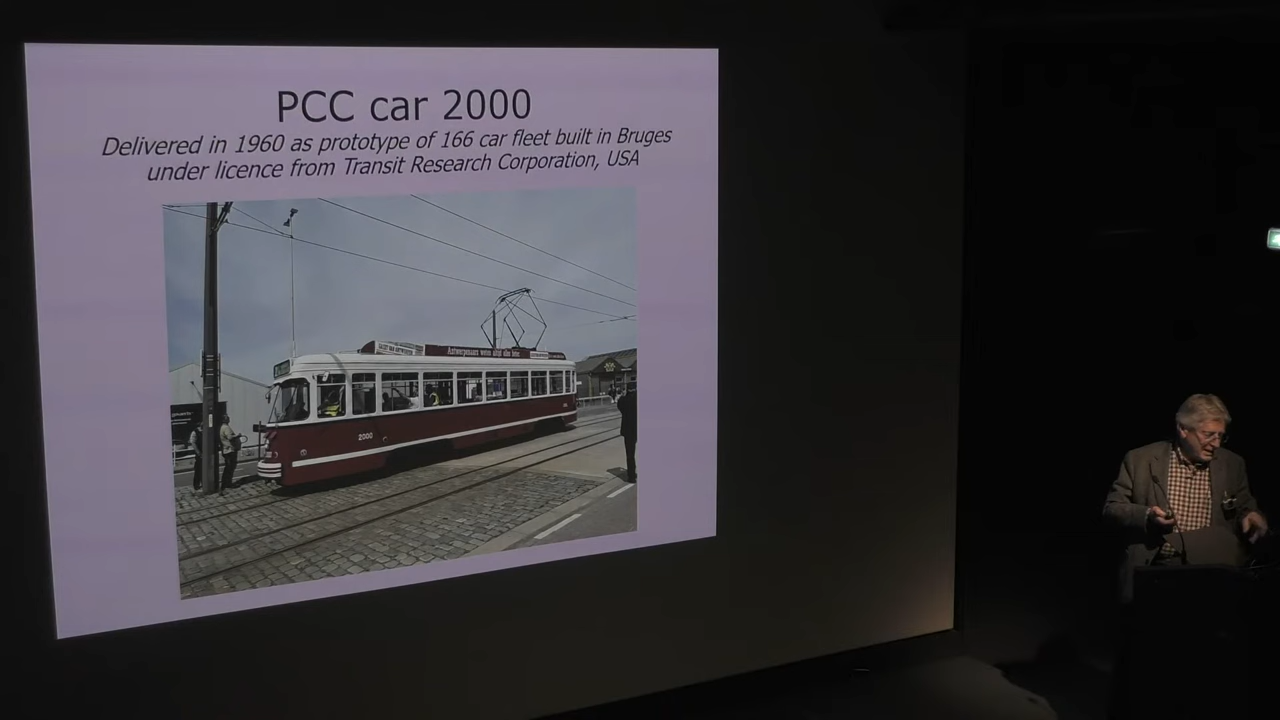 PCC car 2000
Delivered in 1960 as prototype of 166 car fleet built in Bruges
under licence from Transit Research Corporation, USA
2000